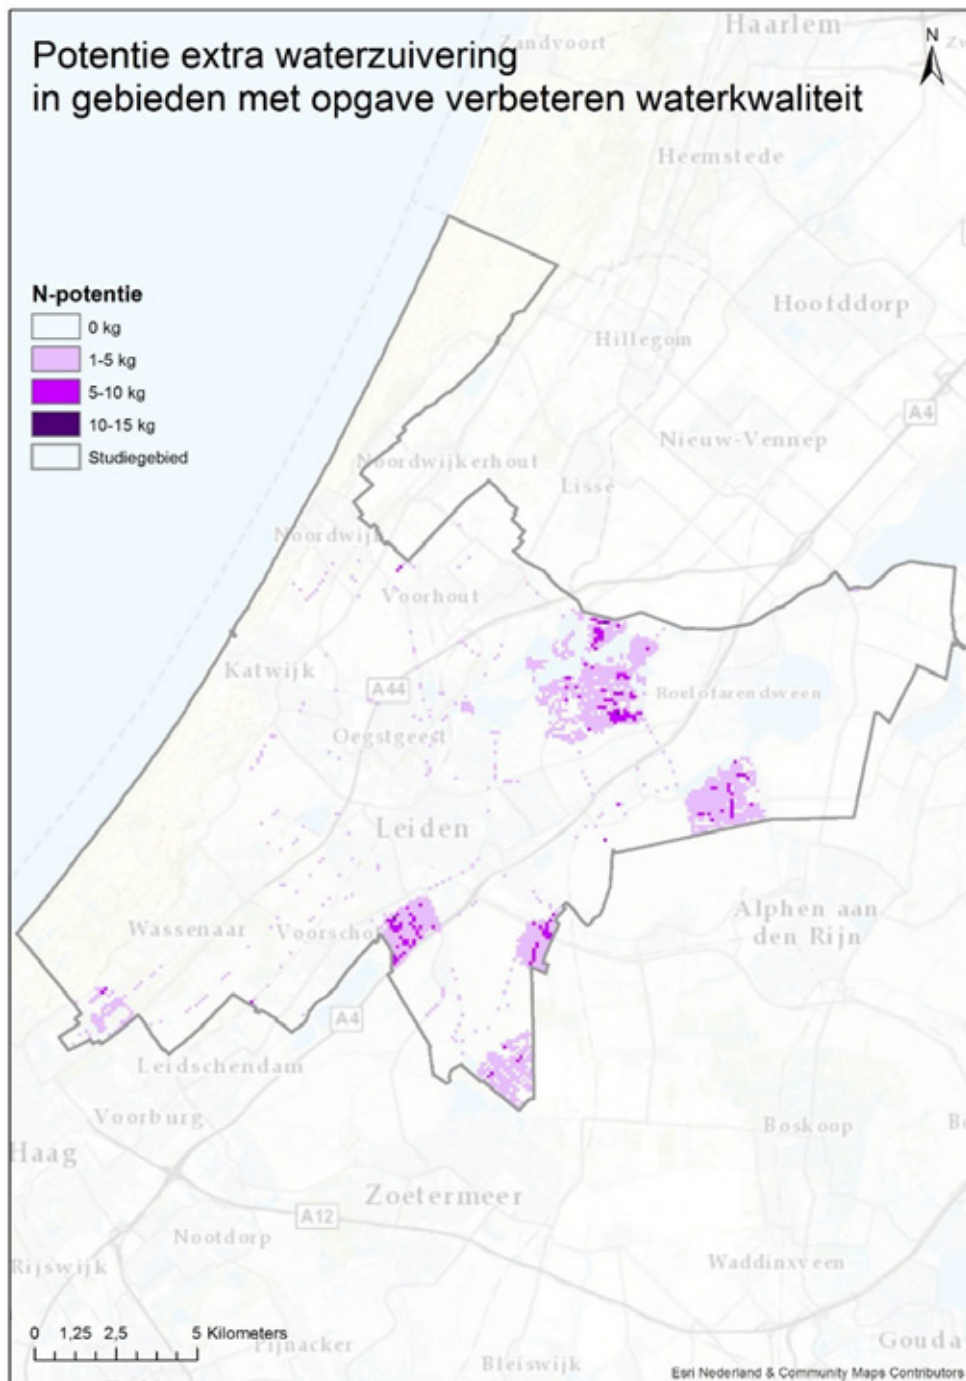 Potentie extra waterzuivering
in gebieden met opgave verbeteren waterkwaliteit
N
Zandvoort
Haarlem
Heemstede
N-potentie
0 kg
1-5 kg
5-10 kg
10-15 kg
Studiegebied
Hoofddorp
Hillegom
A4
Nieuw-Vennep
Noordwijkerhout
Lisse
Noordwijk
Voorhout
Katwijk
A44
Roelofarendsveen
Oegstgeest
Leiden
Alphen aan
den Rijn
Wassenaar
Voorscho
A4
Leidschendam
Voorburg
Boskoop
Haag
Zoetermeer
A12
Nootdorp
Rijswijk
Waddinxveen
0 1,25 2,5 5 Kilometers
Pijnacker
Gouda
Bleiswijk
Esri Nederland & Community Maps Contributors